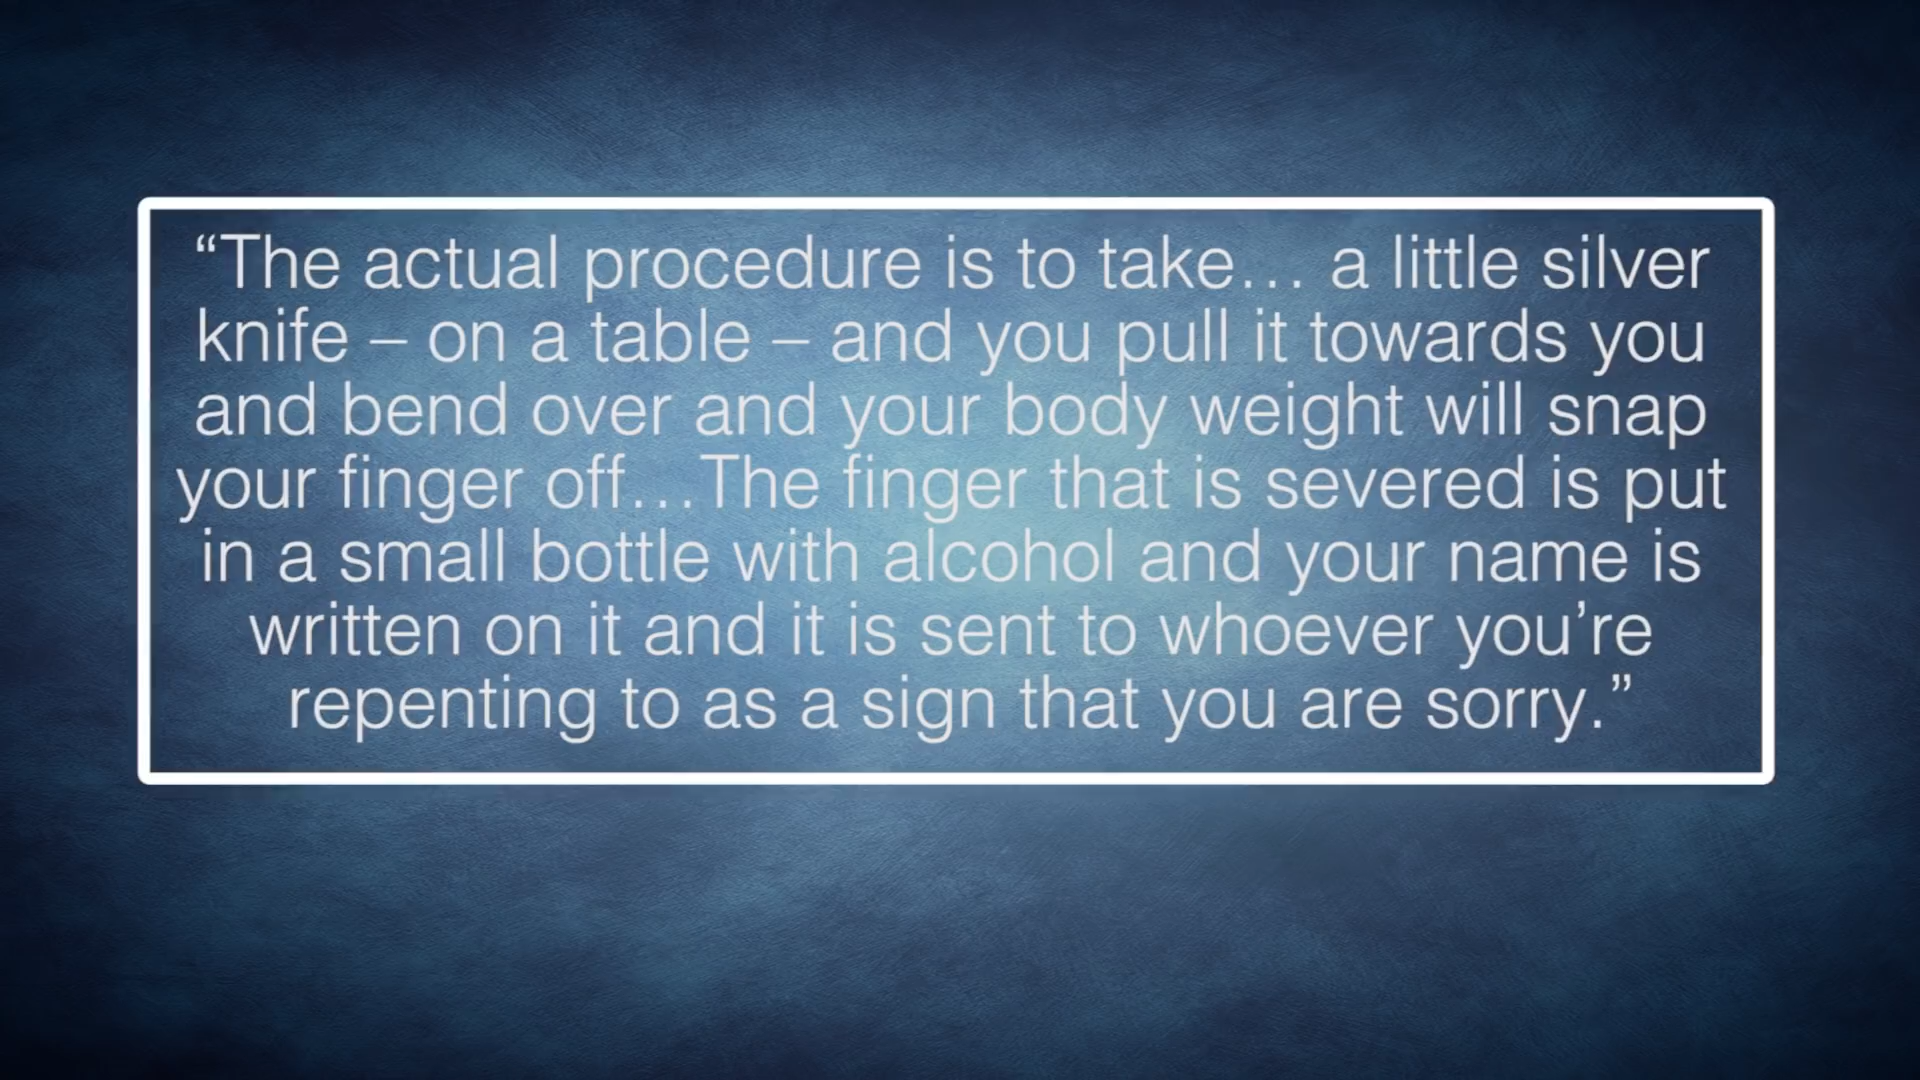 “The actual procedure is to take… a little silver
knife – on a table – and you pull it towards you
and bend over and your body weight will snap
your finger off…The finger that is severed is put
in a small bottle with alcohol and your name is
written on it and it is sent to whoever you’re
repenting to as a sign that you are sorry.”